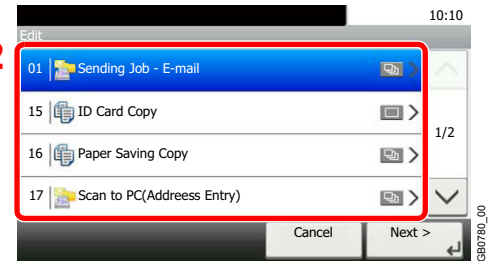 10:10
Edit
2
01 Sending Job - E-mail
15 ID Card Copy
1/2
16 Paper Saving Copy
17 Scan to PC(Addreess Entry)
Cancel Next >
GB0780_00